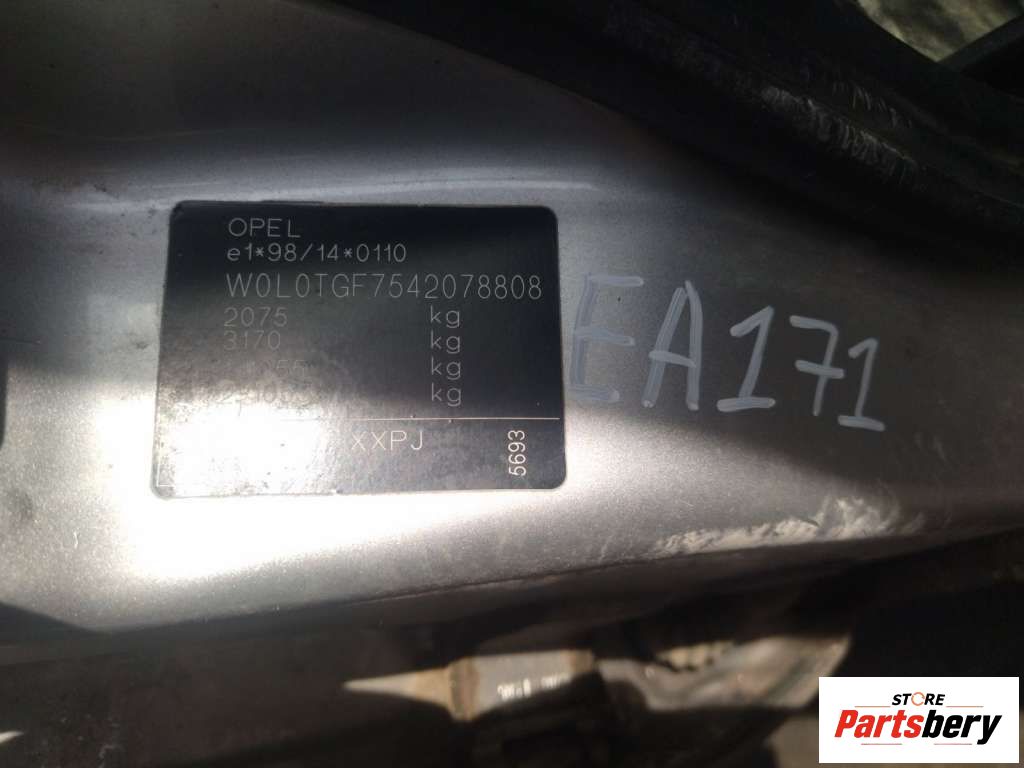 OPEL
e1*98/14*0110
W0L0TGF7542078808
2075 kg
3170 kg
kg
kg
XXPJ
5693
EA171
STORE
Partsbery